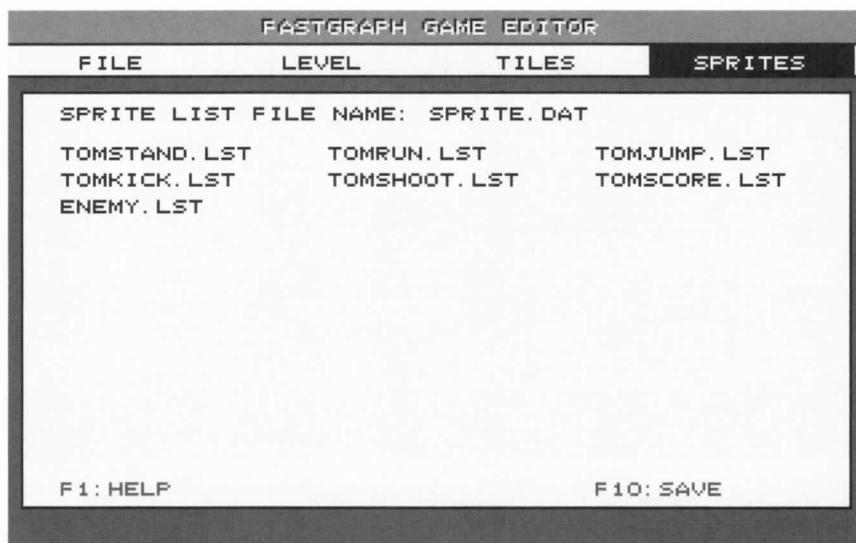 FASTGRAPH GAME EDITOR
FILE LEVEL TILES SPRITES
SPRITE LIST FILE NAME: SPRITE.DAT
TOMSTAND.LST TOMRUN.LST TOMJUMP.LST
TOMKICK.LST TOMSHOOT.LST TOMSCORE.LST
ENEMY.LST
F1:HELP F10:SAVE